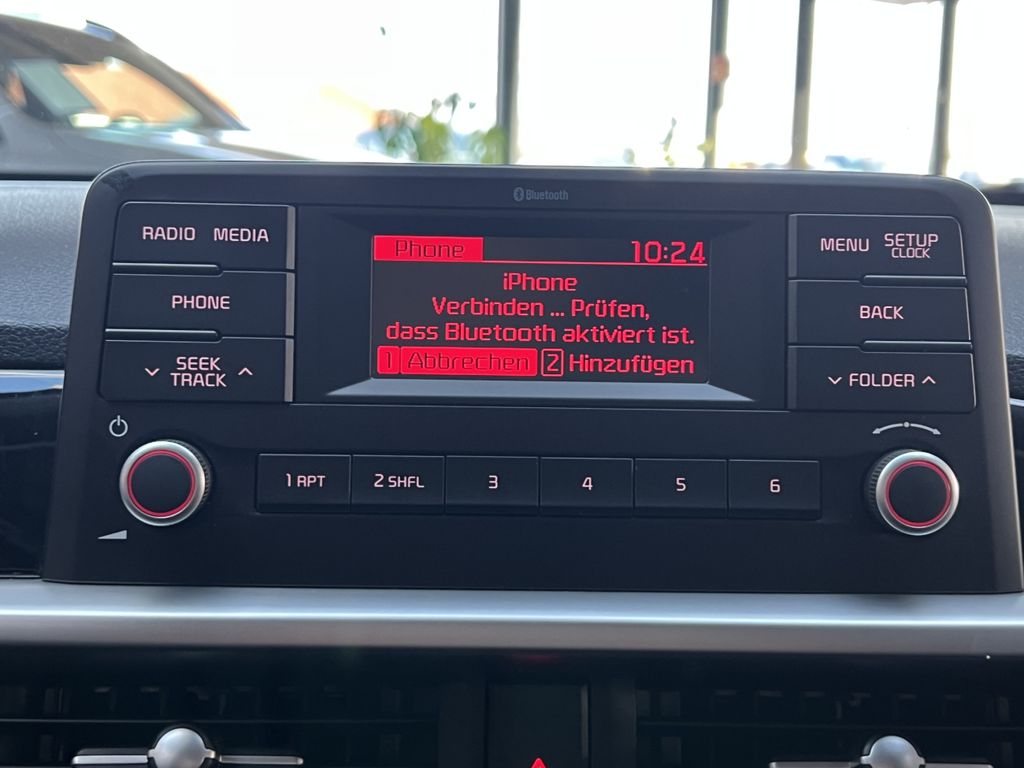 Bluetooth
RADIO MEDIA
PHONE
SEEK
TRACK
Phone 10:24
iPhone
Verbinden ... Prüfen,
dass Bluetooth aktiviert ist.
1 Abbrechen 2 Hinzufügen
MENU SETUP
CLOCK
BACK
FOLDER
1 RPT 2 SHFL 3 4 5 6